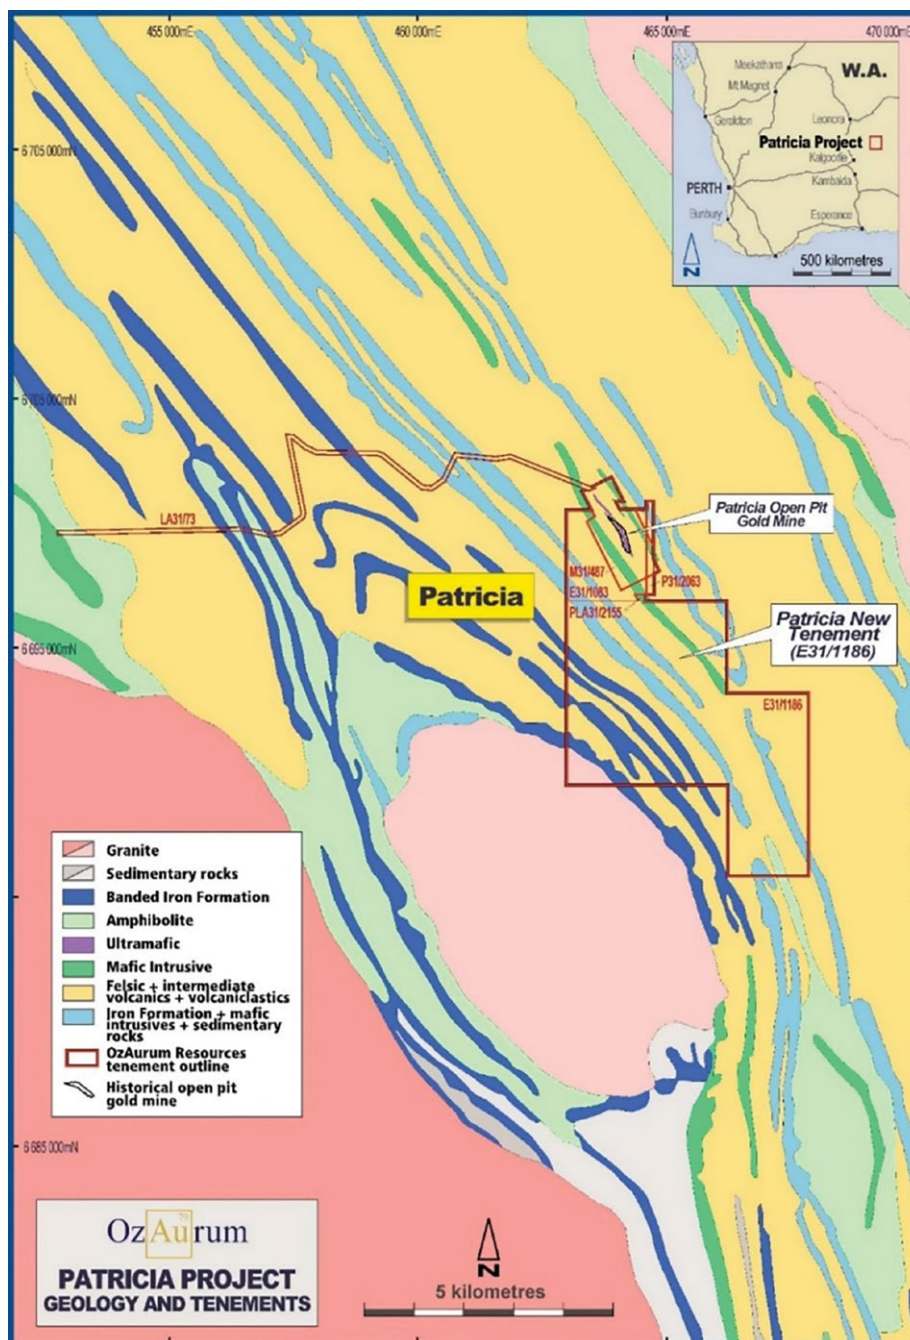 455 000mE
460 000mE
465 000mE
470 000mE
Meekatharra
W.A.
Mt Magnet
Geraldton
Leonora
Patricia Project
Kalgoorlie
Kambalda
PERTH
Bunbury
Esperance
N
500 kilometres
6 705 000mN
6 705 000mN
LA31/73
Patricia Open Pit
Gold Mine
M31/487
P31/2063
E31/1083
PLA31/2155
Patricia
Patricia New
Tenement
(E31/1186)
6 695 000mN
E31/1186
Granite
Sedimentary rocks
Banded Iron Formation
Amphibolite
Ultramafic
Mafic Intrusive
Felsic + intermediate
volcanics + volcaniclastics
Iron Formation + mafic
intrusives + sedimentary
rocks
OzAurum Resources
tenement outline
Historical open pit
gold mine
6 685 000mN
79
OzAurum
PATRICIA PROJECT
GEOLOGY AND TENEMENTS
N
5 kilometres